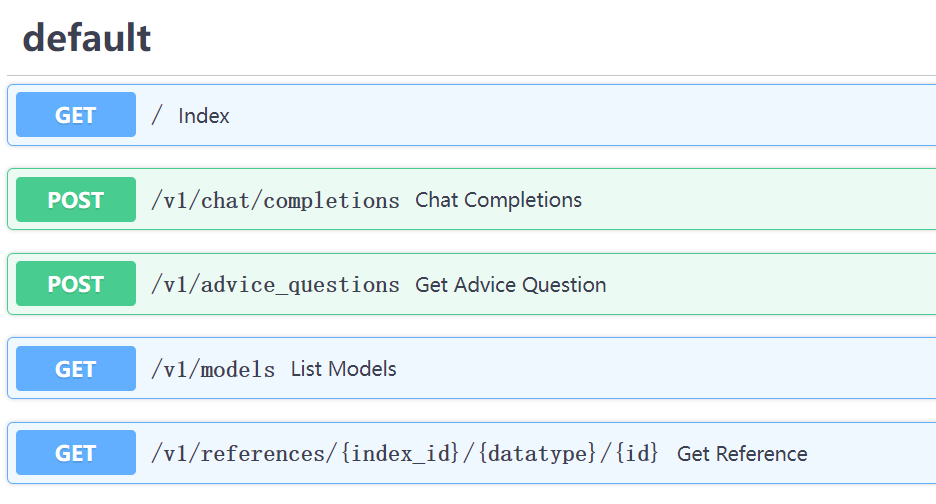 default
GET / Index
POST /v1/chat/completions Chat Completions
POST /v1/advice_questions Get Advice Question
GET /v1/models List Models
GET /v1/references/{index_id}/{datatype}/{id} Get Reference